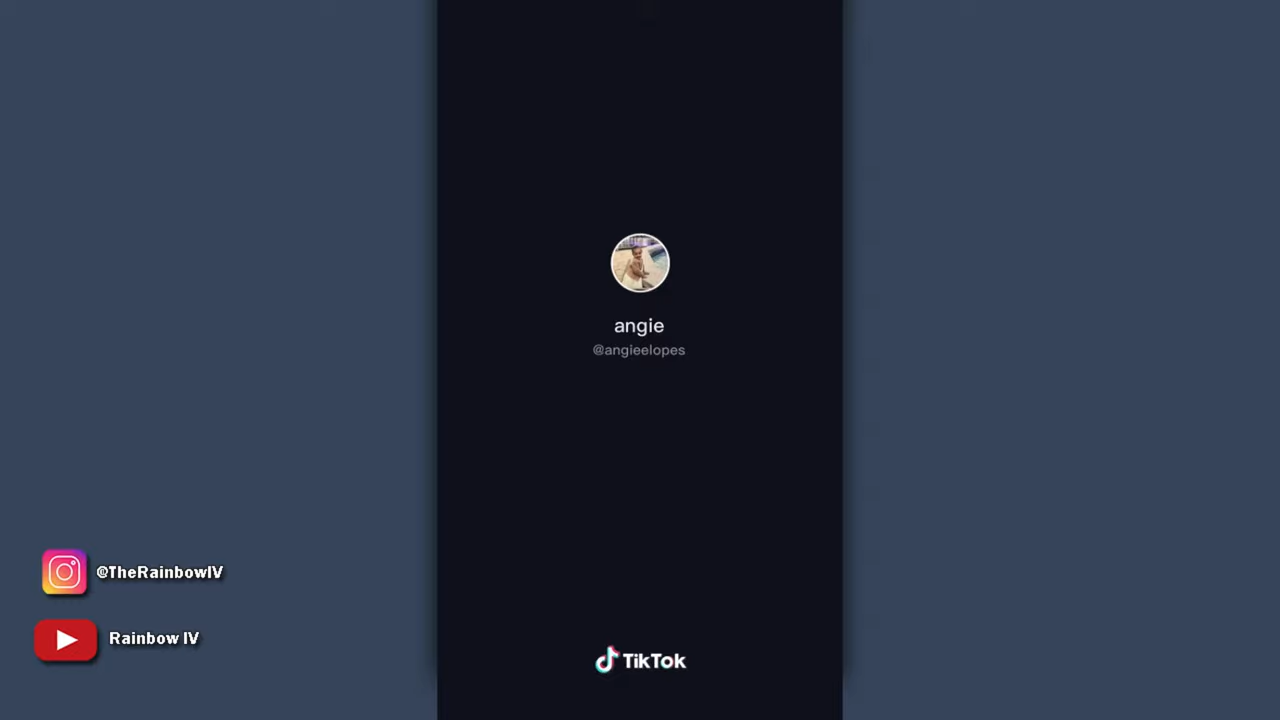 angie
@angieelopes
@TheRainbowIV
Rainbow IV
TikTok